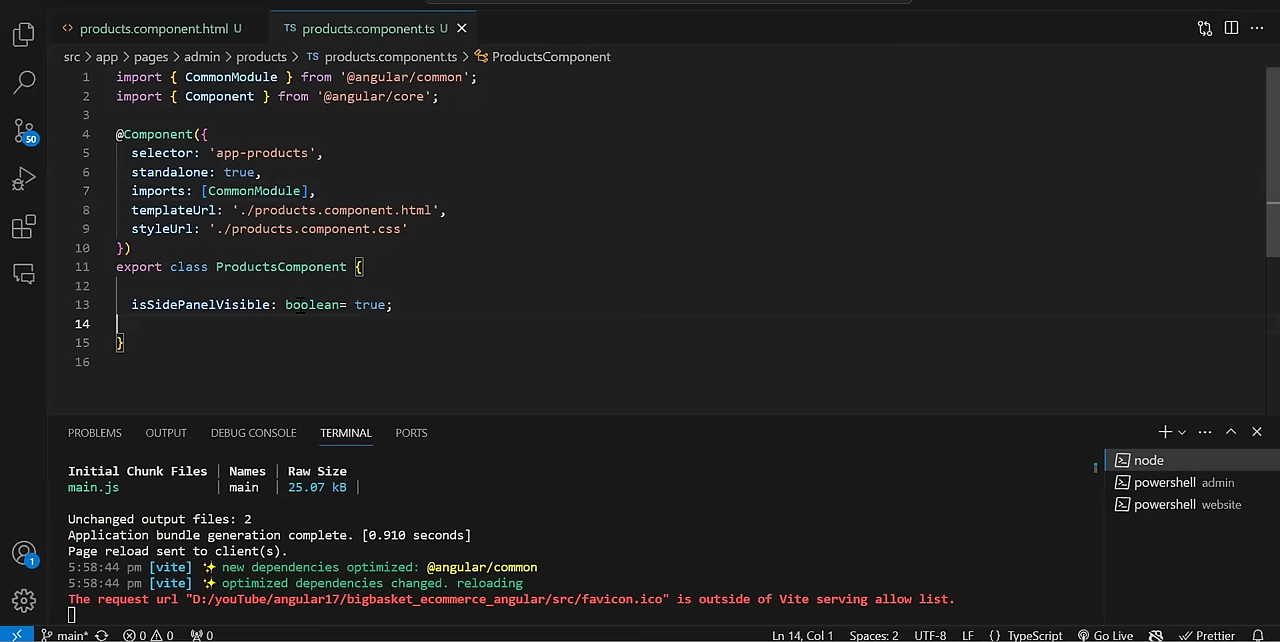 products.component.html U
TS products.component.ts U
src > app > pages > admin > products > TS products.component.ts > ProductsComponent
1 import { CommonModule } from '@angular/common';
2 import { Component } from '@angular/core';
3
4 @Component({
5 selector: 'app-products',
6 standalone: true,
7 imports: [CommonModule],
8 templateUrl: './products.component.html',
9 styleUrl: './products.component.css'
10 })
11 export class ProductsComponent {
12
13 isSidePanelVisible: boolean= true;
14
15 }
16
50
PROBLEMS OUTPUT DEBUG CONSOLE TERMINAL PORTS
Initial Chunk Files | Names | Raw Size
main.js | main | 25.07 kB |
Unchanged output files: 2
Application bundle generation complete. [0.910 seconds]
Page reload sent to client(s).
5:58:44 pm [vite] ✨ new dependencies optimized: @angular/common
5:58:44 pm [vite] ✨ optimized dependencies changed. reloading
The request url "D:/youTube/angular17/bigbasket_ecommerce_angular/src/favicon.ico" is outside of Vite serving allow list.
node
powershell admin
powershell website
1
main* 0 0 0 Ln 14, Col 1 Spaces: 2 UTF-8 LF {} TypeScript Go Live Prettier